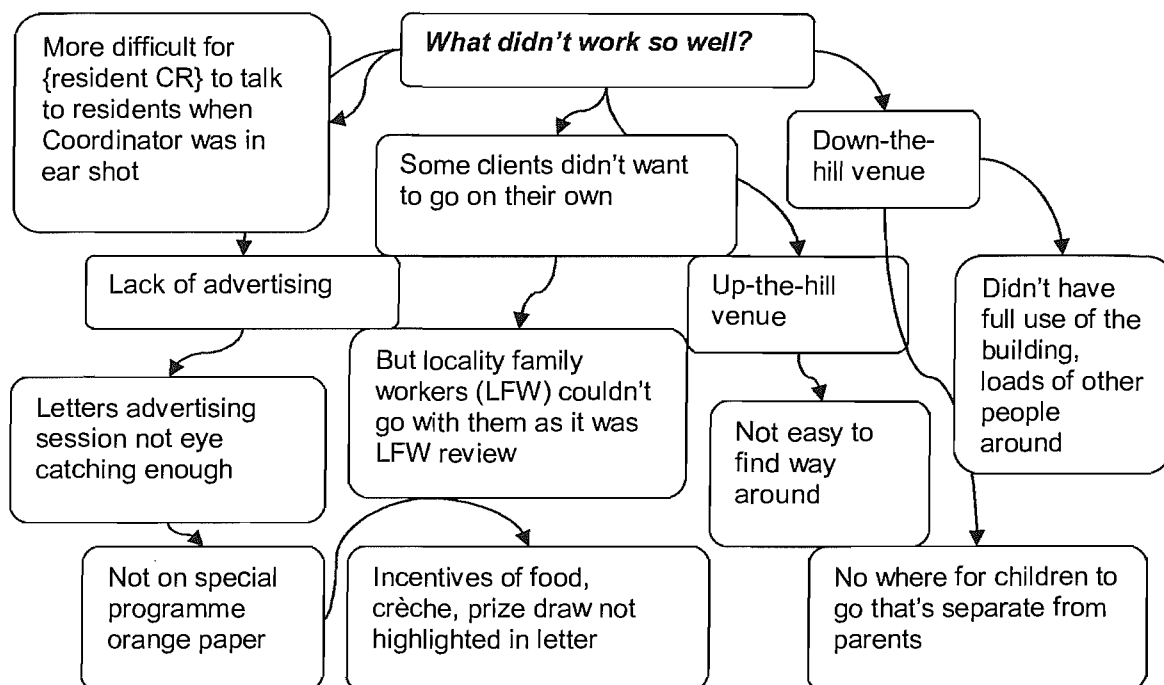 What didn't work so well?
More difficult for
{resident CR} to talk
to residents when
Coordinator was in
ear shot
Some clients didn't want
to go on their own
Down-the-
hill venue
Lack of advertising
Up-the-hill
venue
Didn't have
full use of the
building,
loads of other
people
around
But locality family
workers (LFW) couldn't
go with them as it was
LFW review
Letters advertising
session not eye
catching enough
Not easy to
find way
around
Not on special
programme
orange paper
Incentives of food,
crèche, prize draw not
highlighted in letter
No where for children to
go that's separate from
parents